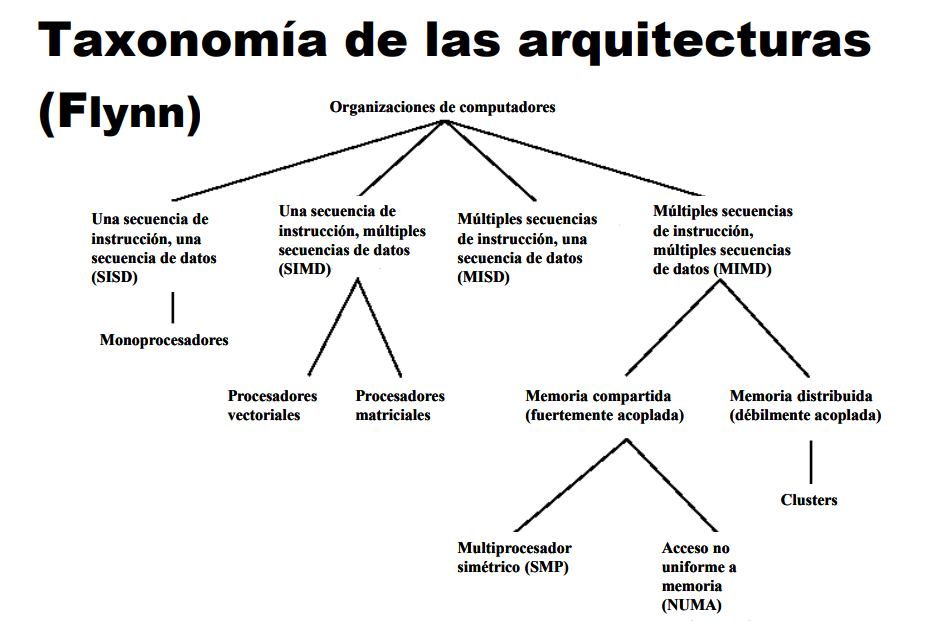 Taxonomía de las arquitecturas
(Flynn)
Organizaciones de computadores
Una secuencia de
instrucción, una
secuencia de datos
(SISD)
Una secuencia de
instrucción, múltiples
secuencias de datos
(SIMD)
Múltiples secuencias
de instrucción, una
secuencia de datos
(MISD)
Múltiples secuencias
de instrucción,
múltiples secuencias
de datos (MIMD)
Monoprocesadores
Procesadores
vectoriales
Procesadores
matriciales
Memoria compartida
(fuertemente acoplada)
Memoria distribuida
(débilmente acoplada)
Clusters
Multiprocesador
simétrico (SMP)
Acceso no
uniforme a
memoria
(NUMA)